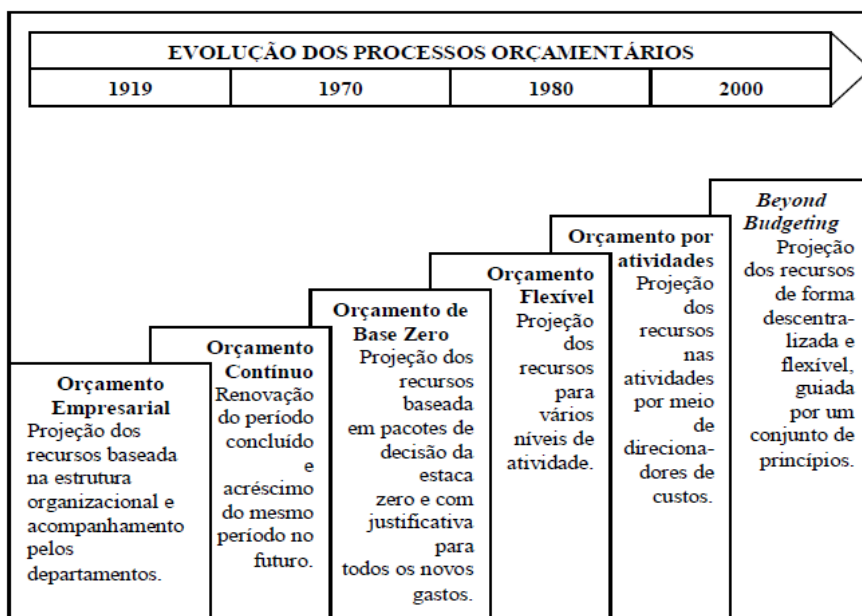 EVOLUÇÃO DOS PROCESSOS ORÇAMENTÁRIOS
1919 1970 1980 2000
Orçamento
Empresarial
Projeção dos
recursos baseada
na estrutura
organizacional e
acompanhamento
pelos
departamentos.
Orçamento
Contínuo
Renovação
do período
concluído
e
acréscimo
do mesmo
período no
futuro.
Orçamento de
Base Zero
Projeção dos
recursos
baseada
em pacotes de
decisão da
estaca
zero e com
justificativa
para
todos os novos
gastos.
Orçamento
Flexível
Projeção
dos
recursos
para
vários
níveis de
atividade.
Orçamento por
atividades
Projeção
dos
recursos
nas
atividades
por meio
de
direciona-
dores de
custos.
Beyond
Budgeting
Projeção
dos recursos
de forma
descentra-
lizada e
flexível,
guiada
por um
conjunto de
princípios.